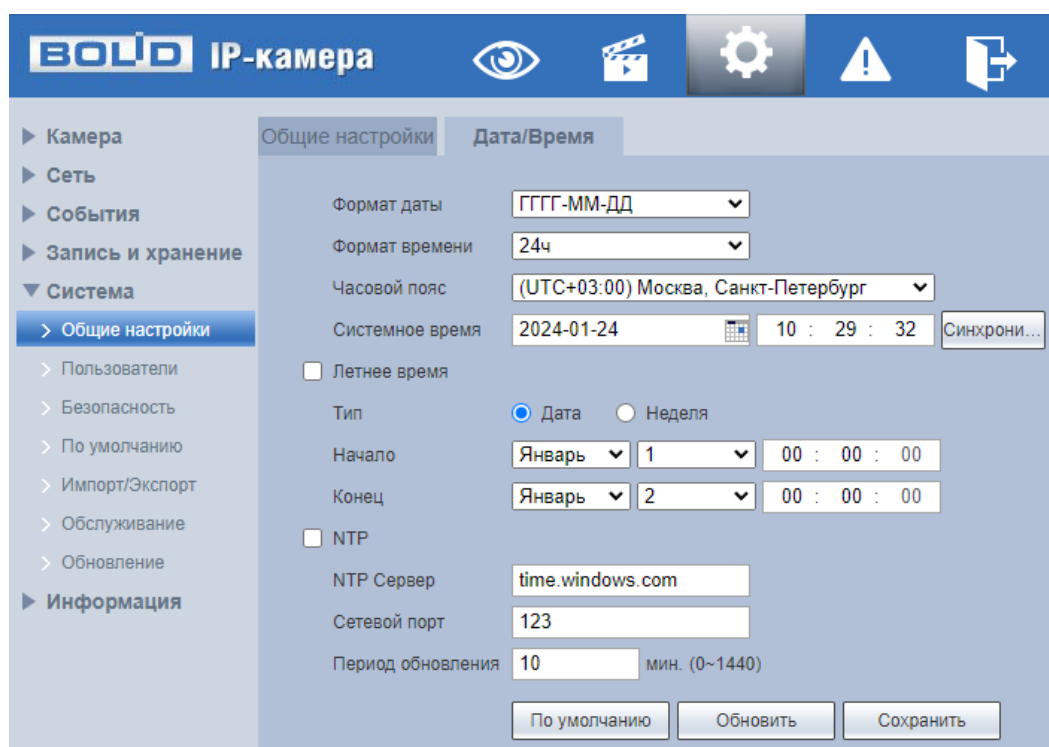 BOLID IP-камера
Камера
Сеть
События
Запись и хранение
Система
Общие настройки
Пользователи
Безопасность
По умолчанию
Импорт/Экспорт
Обслуживание
Обновление
Информация
Общие настройки Дата/Время
Формат даты ГГГГ-ММ-ДД
Формат времени 24ч
Часовой пояс (UTC+03:00) Москва, Санкт-Петербург
Системное время 2024-01-24 10 : 29 : 32 Синхрони...
Летнее время
Тип Дата Неделя
Начало Январь 1 00 : 00 : 00
Конец Январь 2 00 : 00 : 00
NTP
NTP Сервер time.windows.com
Сетевой порт 123
Период обновления 10 мин. (0~1440)
По умолчанию Обновить Сохранить